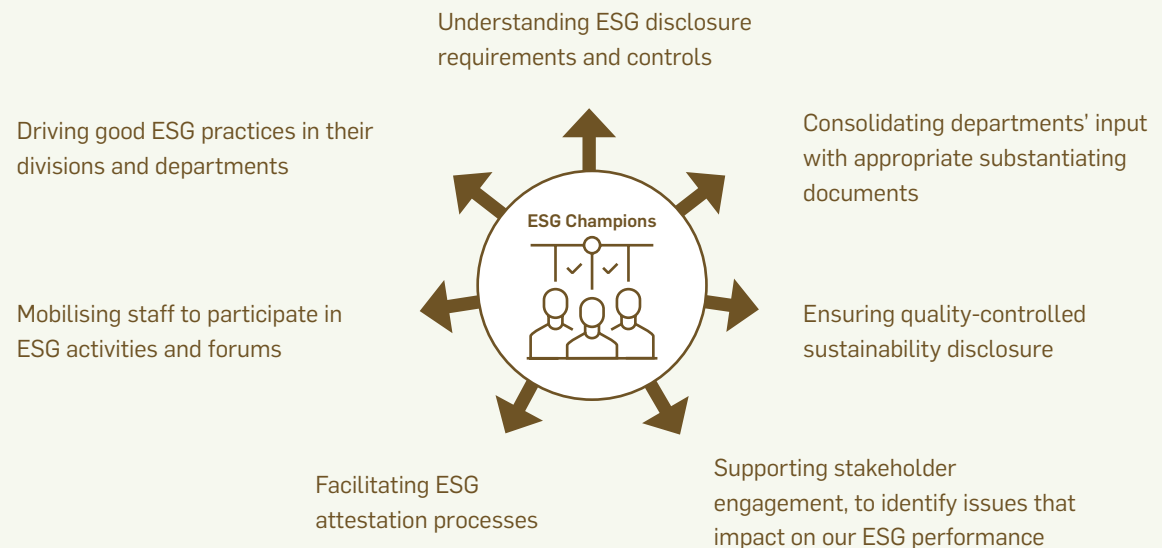 Understanding ESG disclosure
requirements and controls
Driving good ESG practices in their
divisions and departments
Consolidating departments' input
with appropriate substantiating
documents
ESG Champions
Mobilising staff to participate in
ESG activities and forums
Ensuring quality-controlled
sustainability disclosure
Facilitating ESG
attestation processes
Supporting stakeholder
engagement, to identify issues that
impact on our ESG performance